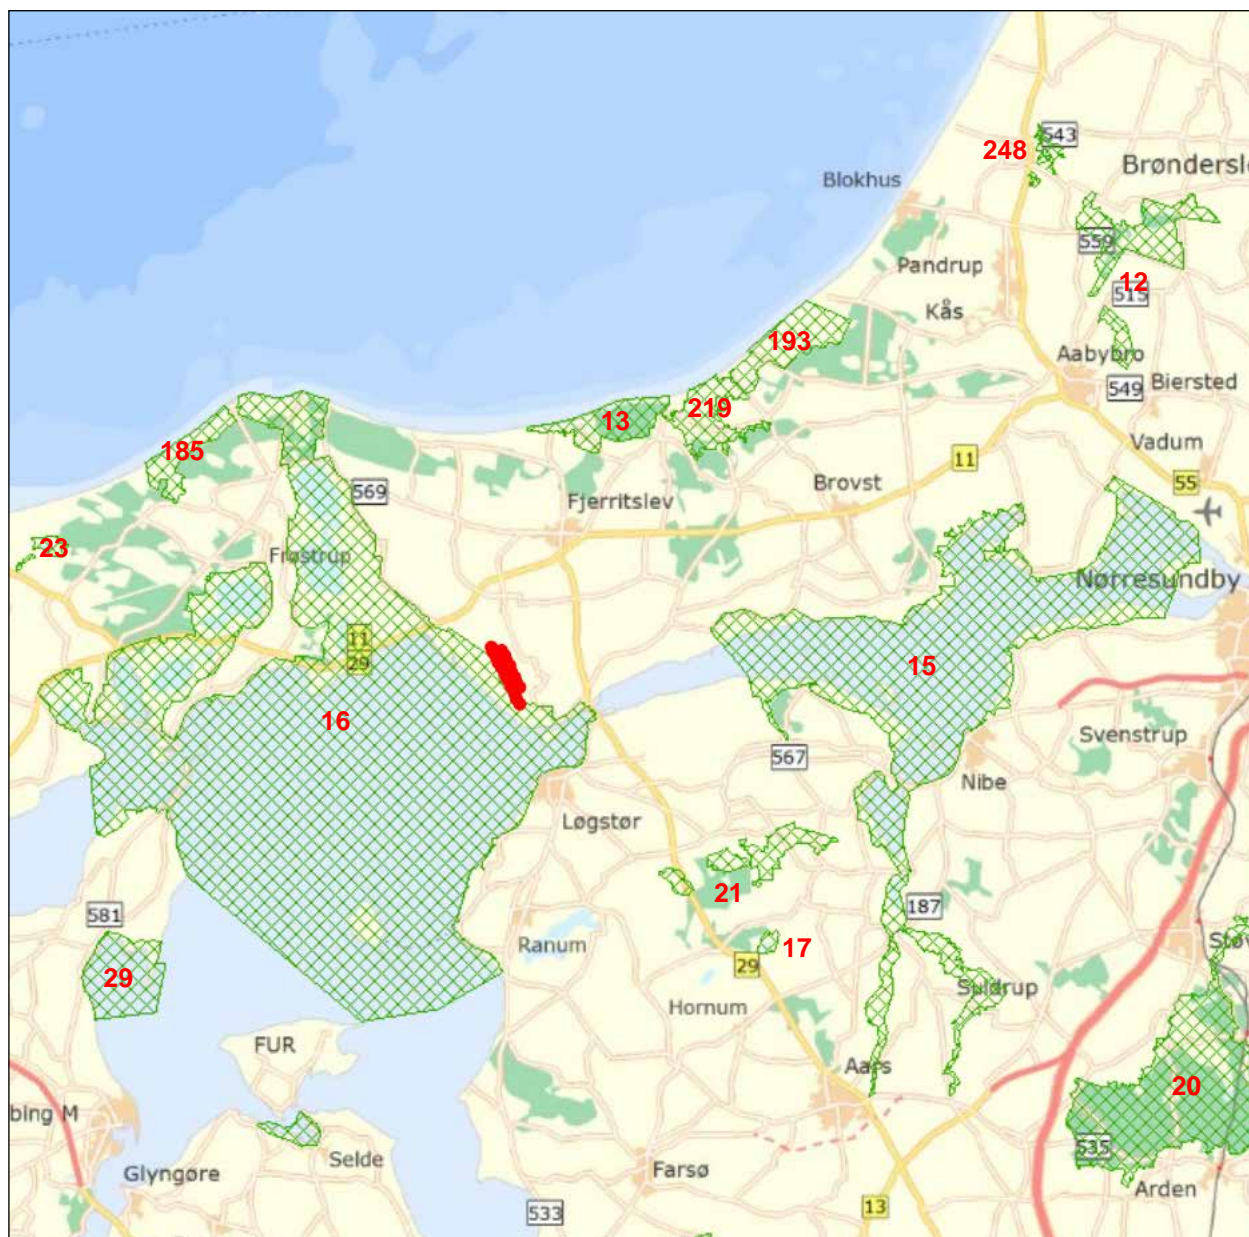 248
543
Brøndersle
Blokhus
559
Pandrup
12
515
Kås
193
Aabybro
549
Biersted
219
13
185
Vadum
11
55
569
Brovst
Fjerritslev
23
Frøstrup
Nørresundby
11
29
15
16
Svenstrup
567
Nibe
Løgstør
21
187
581
Støv
Ranum
17
29
29
Suldrup
Hornum
FUR
Aars
20
bing M
535
Selde
Farsø
Glyngøre
Arden
533
13